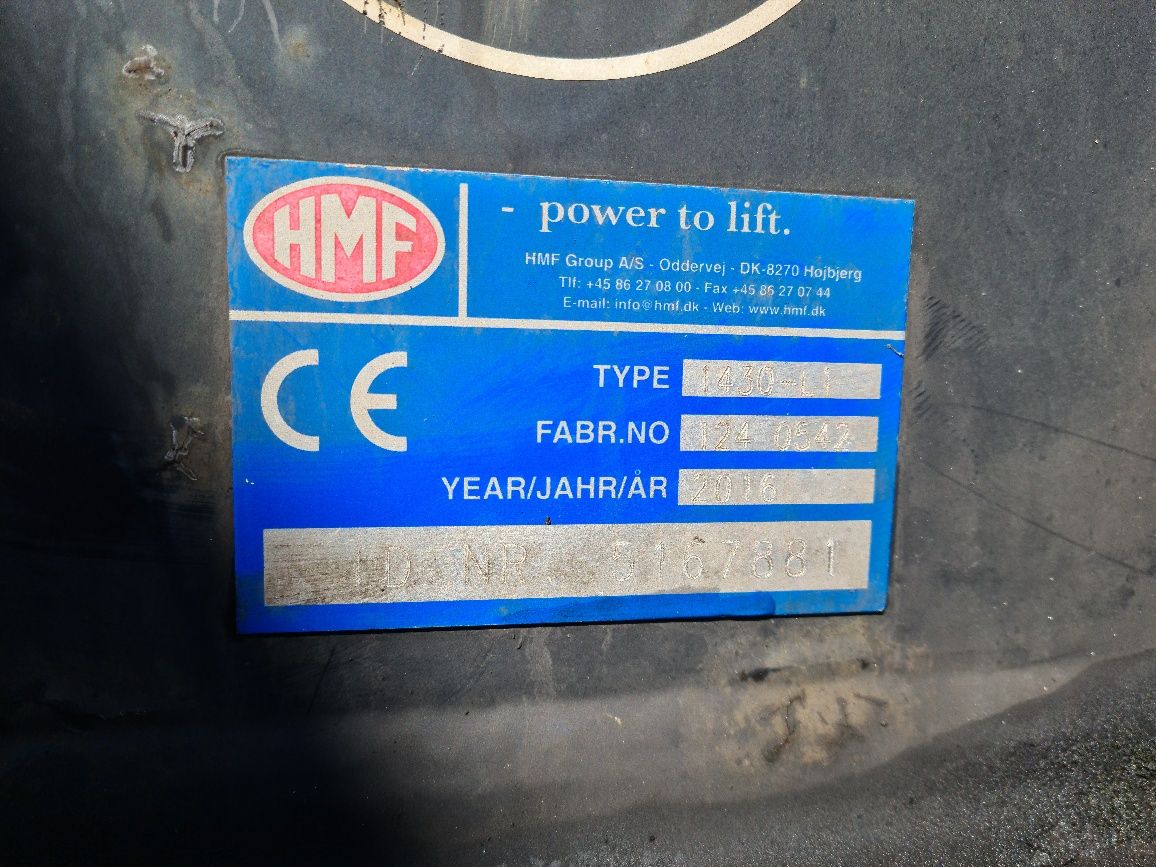 HMF
- power to lift.
HMF Group A/S - Oddervej - DK-8270 Højbjerg
Tlf: +45 86 27 08 00 - Fax +45 86 27 07 44
E-mail: info@hmf.dk - Web: www.hmf.dk
CE
TYPE 1430-L1
FABR.NO 124 0542
YEAR/JAHR/ÅR 2016
ID NR. 5167881